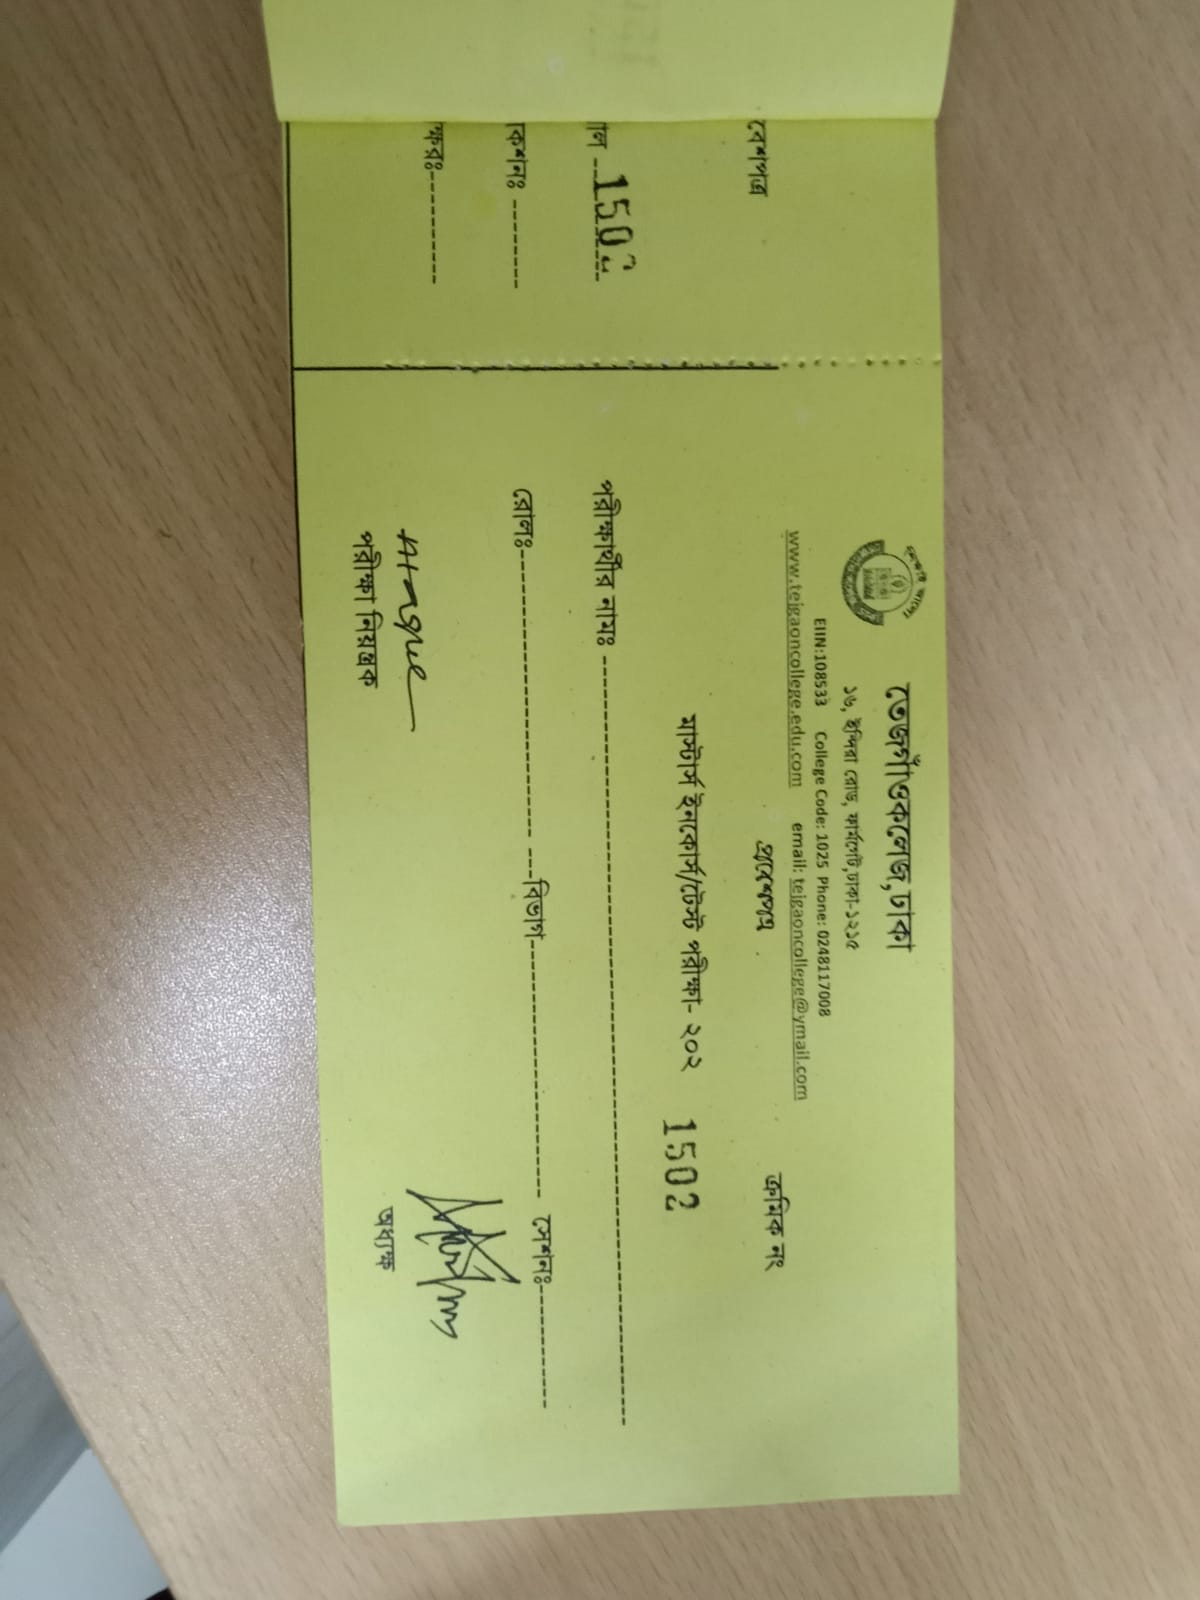 শিক্ষাই আলো
তেজগাঁওকলেজ,ঢাকা
১৬, ইন্দিরা রোড, ফার্মগেট,ঢাকা-১২১৫
EIIN:108533 College Code: 1025 Phone: 0248117008
www.tejgaoncollege.edu.com email: tejgaoncollege@ymail.com
প্রবেশপত্র
ক্রমিক নং
মাস্টার্স ইনকোর্স/টেস্ট পরীক্ষা- ২০২ 1502
পরীক্ষার্থীর নামঃ
রোলঃ বিভাগ সেশনঃ
পরীক্ষা নিয়ন্ত্রক
অধ্যক্ষ
বেশপত্র
াল 1502
কশনঃ
ক্ষরঃ